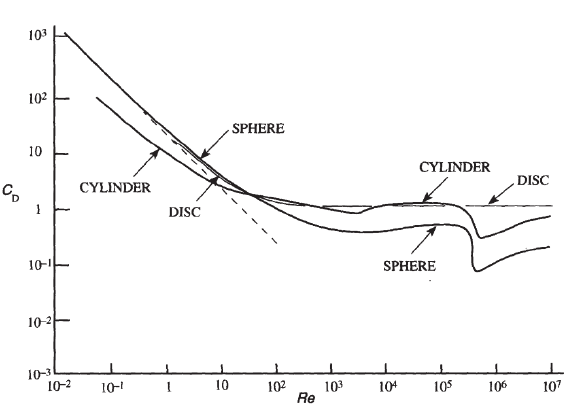 10³
10²
10
1
10⁻¹
10⁻²
10⁻³
C_D
SPHERE
CYLINDER
DISC
CYLINDER
DISC
SPHERE
10⁻² 10⁻¹ 1 10 10² 10³ 10⁴ 10⁵ 10⁶ 10⁷
Re